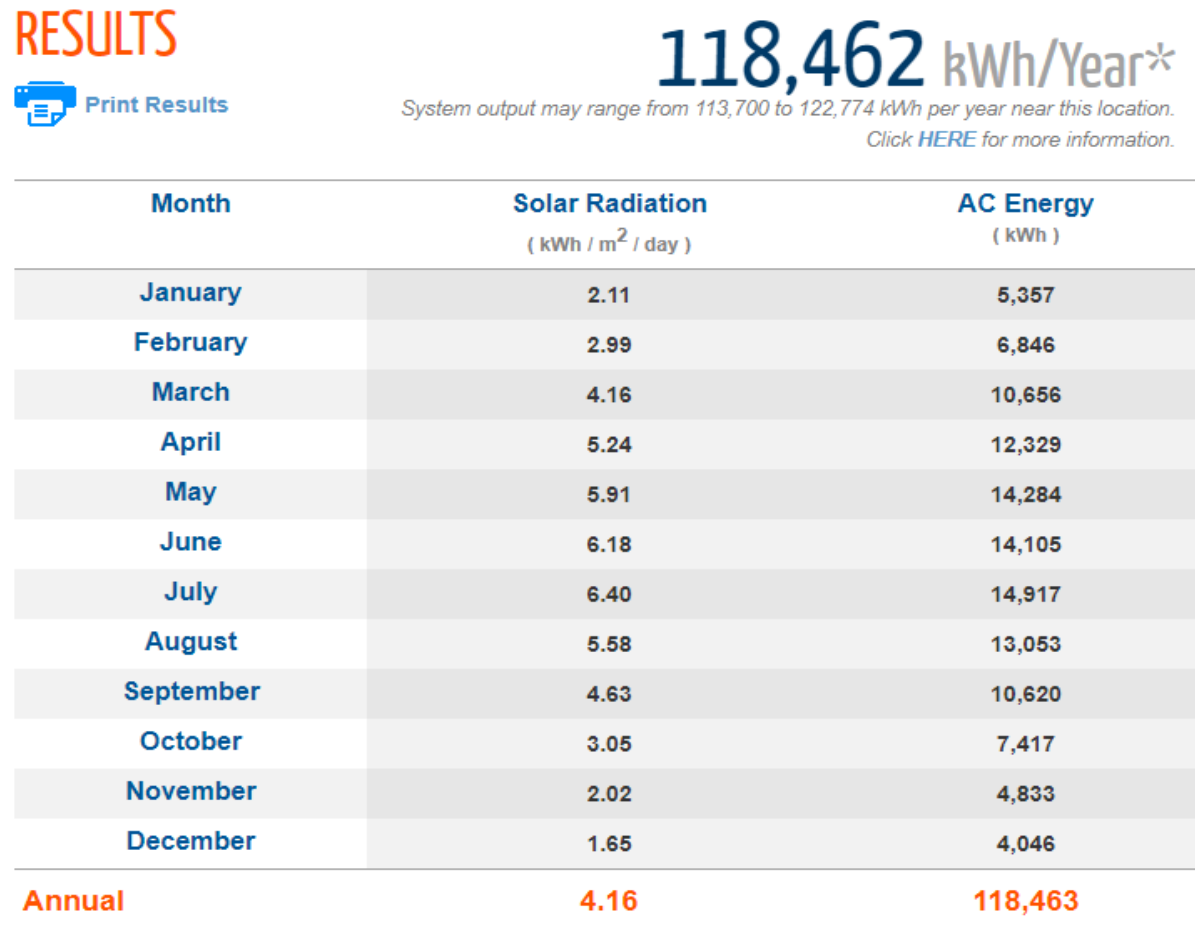 RESULTS
118,462 kWh/Year*
Print Results
System output may range from 113,700 to 122,774 kWh per year near this location.
Click HERE for more information.
Month Solar Radiation AC Energy
( kWh / m2 / day ) ( kWh )
January 2.11 5,357
February 2.99 6,846
March 4.16 10,656
April 5.24 12,329
May 5.91 14,284
June 6.18 14,105
July 6.40 14,917
August 5.58 13,053
September 4.63 10,620
October 3.05 7,417
November 2.02 4,833
December 1.65 4,046
Annual 4.16 118,463